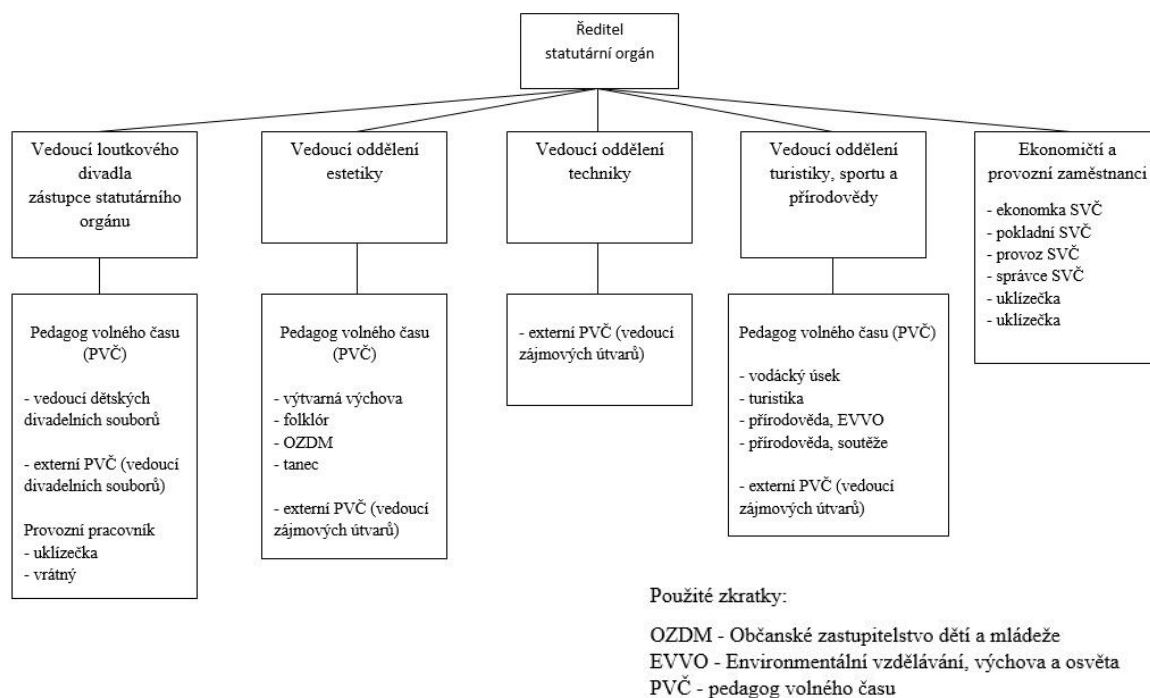 Ředitel
statutární orgán
Vedoucí loutkového
divadla
zástupce statutárního
orgánu
Vedoucí oddělení
estetiky
Vedoucí oddělení
techniky
Vedoucí oddělení
turistiky, sportu a
přírodovědy
Ekonomičtí a
provozní zaměstnanci
- ekonomka SVČ
- pokladní SVČ
- provoz SVČ
- správce SVČ
- uklízečka
- uklízečka
Pedagog volného času
(PVČ)
- vedoucí dětských
divadelních souborů
- externí PVČ (vedoucí
divadelních souborů)
Provozní pracovník
- uklízečka
- vrátný
Pedagog volného času
(PVČ)
- výtvarná výchova
- folklór
- OZDM
- tanec
- externí PVČ (vedoucí
zájmových útvarů)
- externí PVČ (vedoucí
zájmových útvarů)
Pedagog volného času (PVČ)
- vodácký úsek
- turistika
- přírodověda, EVVO
- přírodověda, soutěže
- externí PVČ (vedoucí
zájmových útvarů)
Použité zkratky:
OZDM - Občanské zastupitelstvo dětí a mládeže
EVVO - Environmentální vzdělávání, výchova a osvěta
PVČ - pedagog volného času